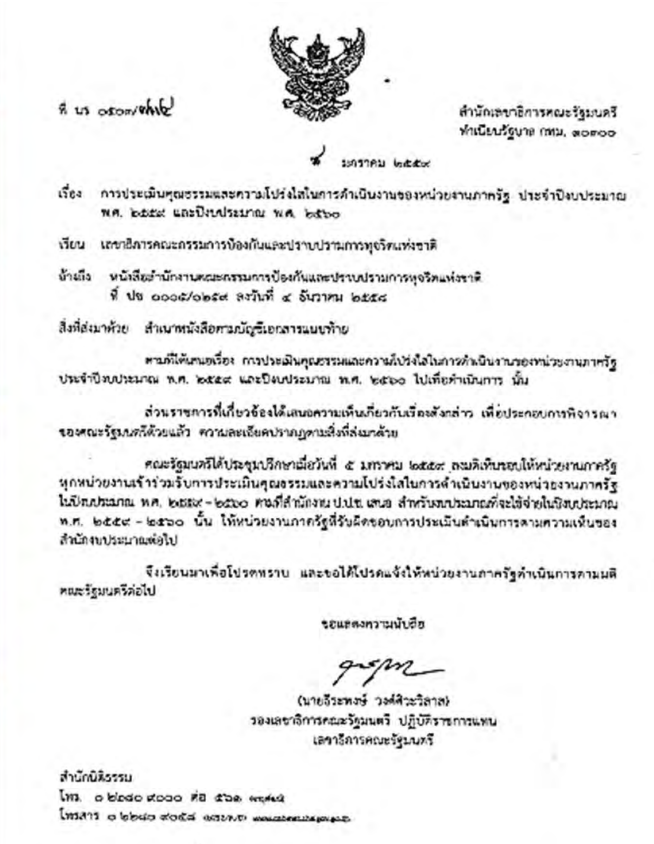 ที่ นร ๐๕๐๓/
สำนักเลขาธิการคณะรัฐมนตรี
ทำเนียบรัฐบาล กทม. ๑๐๓๐๐
มกราคม ๒๕๕๙
เรื่อง การประเมินคุณธรรมและความโปร่งใสในการดำเนินงานของหน่วยงานภาครัฐ ประจำปีงบประมาณ
พ.ศ. ๒๕๕๙ และปีงบประมาณ พ.ศ. ๒๕๖๐
เรียน เลขาธิการคณะกรรมการป้องกันและปราบปรามการทุจริตแห่งชาติ
อ้างถึง หนังสือสำนักงานคณะกรรมการป้องกันและปราบปรามการทุจริตแห่งชาติ
ที่ ปช ๐๐๐๕/๐๒๕๙ ลงวันที่ ๔ ธันวาคม ๒๕๕๘
สิ่งที่ส่งมาด้วย สำเนาหนังสือตามบัญชีเอกสารแนบท้าย
ตามที่ได้เสนอเรื่อง การประเมินคุณธรรมและความโปร่งใสในการดำเนินงานของหน่วยงานภาครัฐ
ประจำปีงบประมาณ พ.ศ. ๒๕๕๙ และปีงบประมาณ พ.ศ. ๒๕๖๐ ไปเพื่อดำเนินการ นั้น
ส่วนราชการที่เกี่ยวข้องได้เสนอความเห็นเกี่ยวกับเรื่องดังกล่าว เพื่อประกอบการพิจารณา
ของคณะรัฐมนตรีด้วยแล้ว ความละเอียดปรากฏตามสิ่งที่ส่งมาด้วย
คณะรัฐมนตรีได้ประชุมปรึกษาเมื่อวันที่ ๕ มกราคม ๒๕๕๙ ลงมติเห็นชอบให้หน่วยงานภาครัฐ
ทุกหน่วยงานเข้าร่วมรับการประเมินคุณธรรมและความโปร่งใสในการดำเนินงานของหน่วยงานภาครัฐ
ในปีงบประมาณ พ.ศ. ๒๕๕๙ - ๒๕๖๐ ตามที่สำนักงาน ป.ป.ช. เสนอ สำหรับงบประมาณที่จะใช้จ่ายในปีงบประมาณ
พ.ศ. ๒๕๕๙ - ๒๕๖๐ นั้น ให้หน่วยงานภาครัฐที่รับผิดชอบการประเมินดำเนินการตามความเห็นของ
สำนักงบประมาณต่อไป
จึงเรียนมาเพื่อโปรดทราบ และขอได้โปรดแจ้งให้หน่วยงานภาครัฐดำเนินการตามมติ
คณะรัฐมนตรีต่อไป
ขอแสดงความนับถือ
(นายธีระพงษ์ วงศ์ศิวะวิลาส)
รองเลขาธิการคณะรัฐมนตรี ปฏิบัติราชการแทน
เลขาธิการคณะรัฐมนตรี
สำนักนิติธรรม
โทร. ๐ ๒๒๘๐ ๙๐๐๐ ต่อ
โทรสาร ๐ ๒๒๘๐ ๙๐๕๘